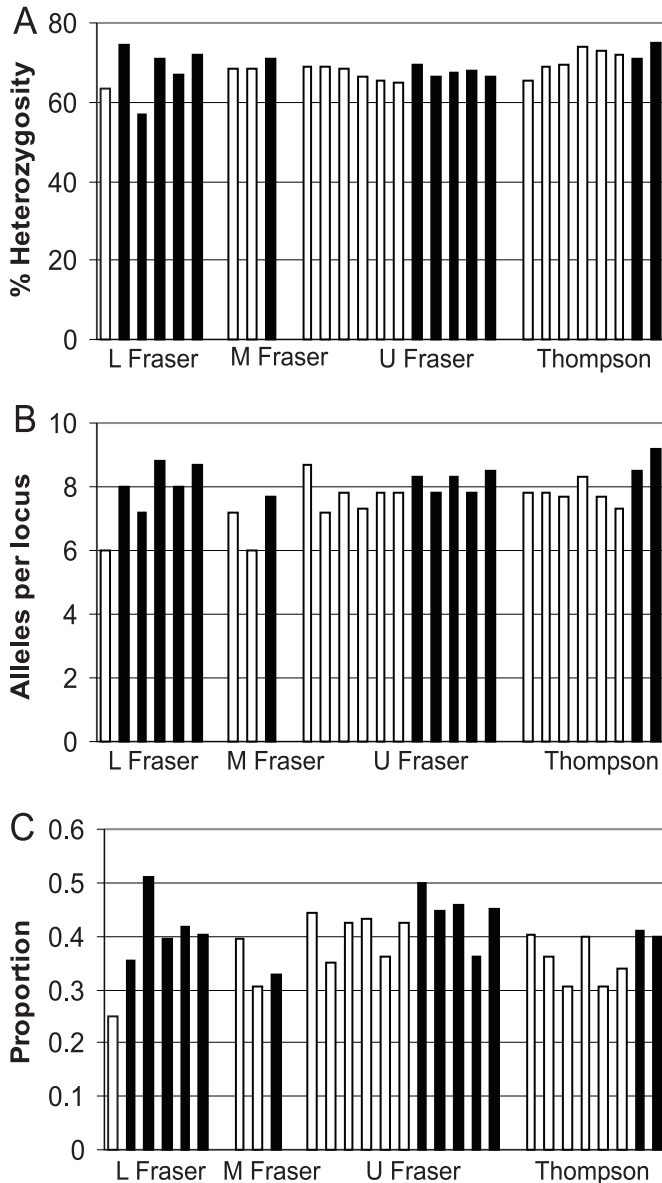 A
% Heterozygosity
80
60
40
20
0
L Fraser M Fraser U Fraser Thompson
B
Alleles per locus
10
8
6
4
2
0
L Fraser M Fraser U Fraser Thompson
C
Proportion
0.6
0.5
0.4
0.3
0.2
0.1
0
L Fraser M Fraser U Fraser Thompson